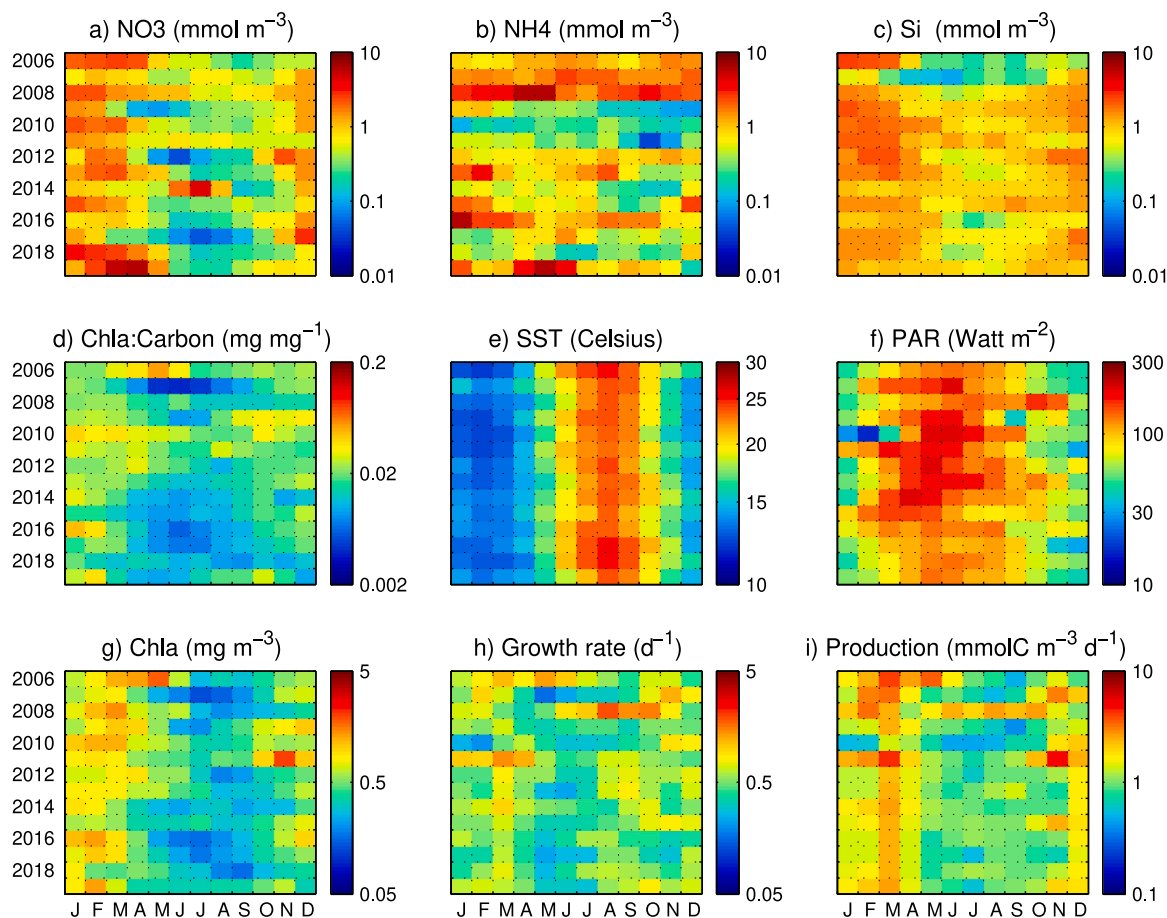 a) NO3 (mmol m⁻³) b) NH4 (mmol m⁻³) c) Si (mmol m⁻³)
2006 10 10 10
2008
2010 1 1 1
2012
2014 0.1 0.1 0.1
2016
2018
0.01 0.01 0.01
d) Chla:Carbon (mg mg⁻¹) e) SST (Celsius) f) PAR (Watt m⁻²)
2006 0.2 30 300
2008 25
2010 20 100
2012 0.02
2014 15 30
2016
2018
0.002 10 10
g) Chla (mg m⁻³) h) Growth rate (d⁻¹) i) Production (mmolC m⁻³ d⁻¹)
2006 5 5 10
2008
2010
2012 0.5 0.5 1
2014
2016
2018
0.05 0.05 0.1
J F M A M J J A S O N D J F M A M J J A S O N D J F M A M J J A S O N D